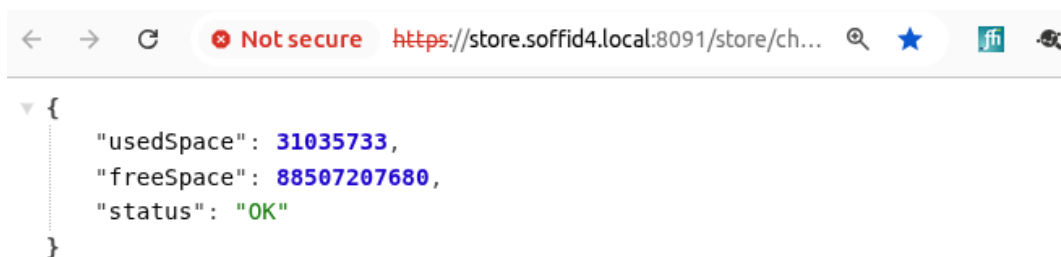 Not secure https://store.soffid4.local:8091/store/ch...
{
"usedSpace": 31035733,
"freeSpace": 88507207680,
"status": "OK"
}